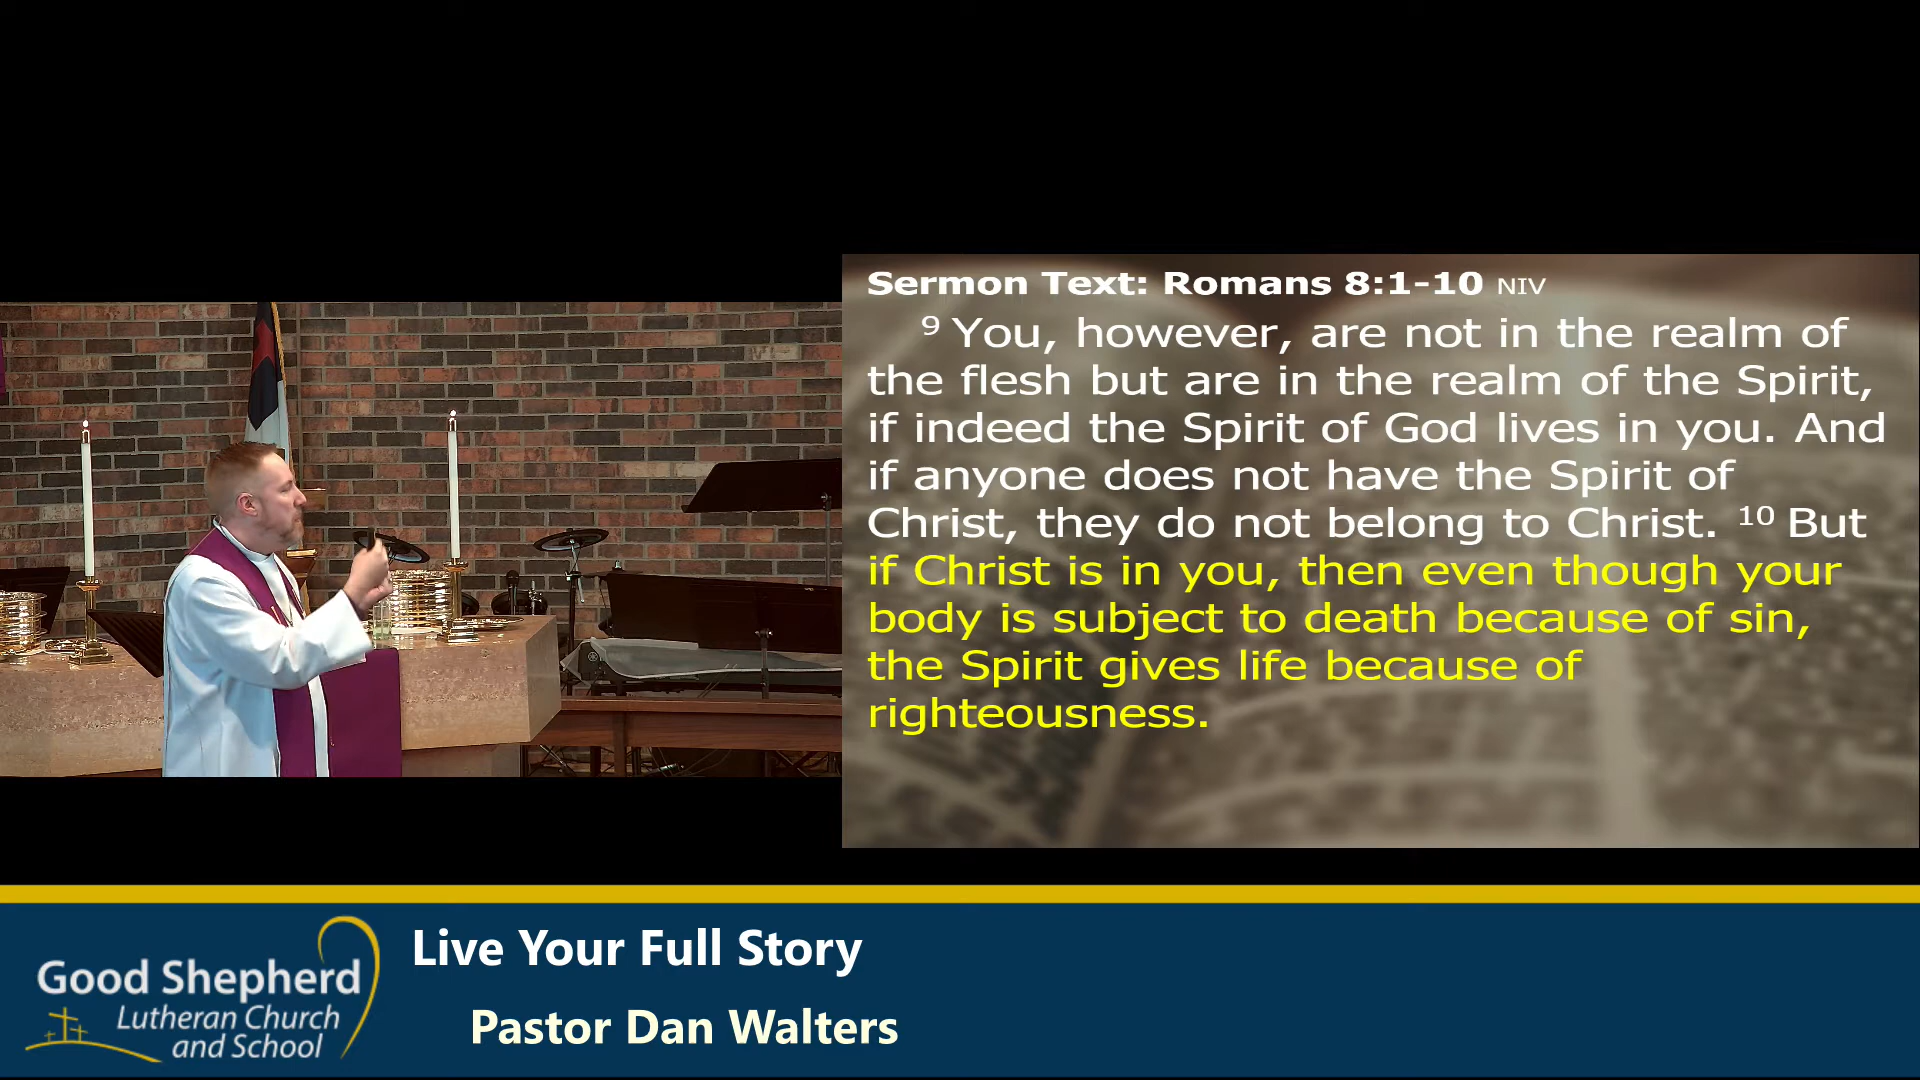 Sermon Text: Romans 8:1-10 NIV
9 You, however, are not in the realm of
the flesh but are in the realm of the Spirit,
if indeed the Spirit of God lives in you. And
if anyone does not have the Spirit of
Christ, they do not belong to Christ. 10 But
if Christ is in you, then even though your
body is subject to death because of sin,
the Spirit gives life because of
righteousness.
Good Shepherd
Lutheran Church
and School
Live Your Full Story
Pastor Dan Walters